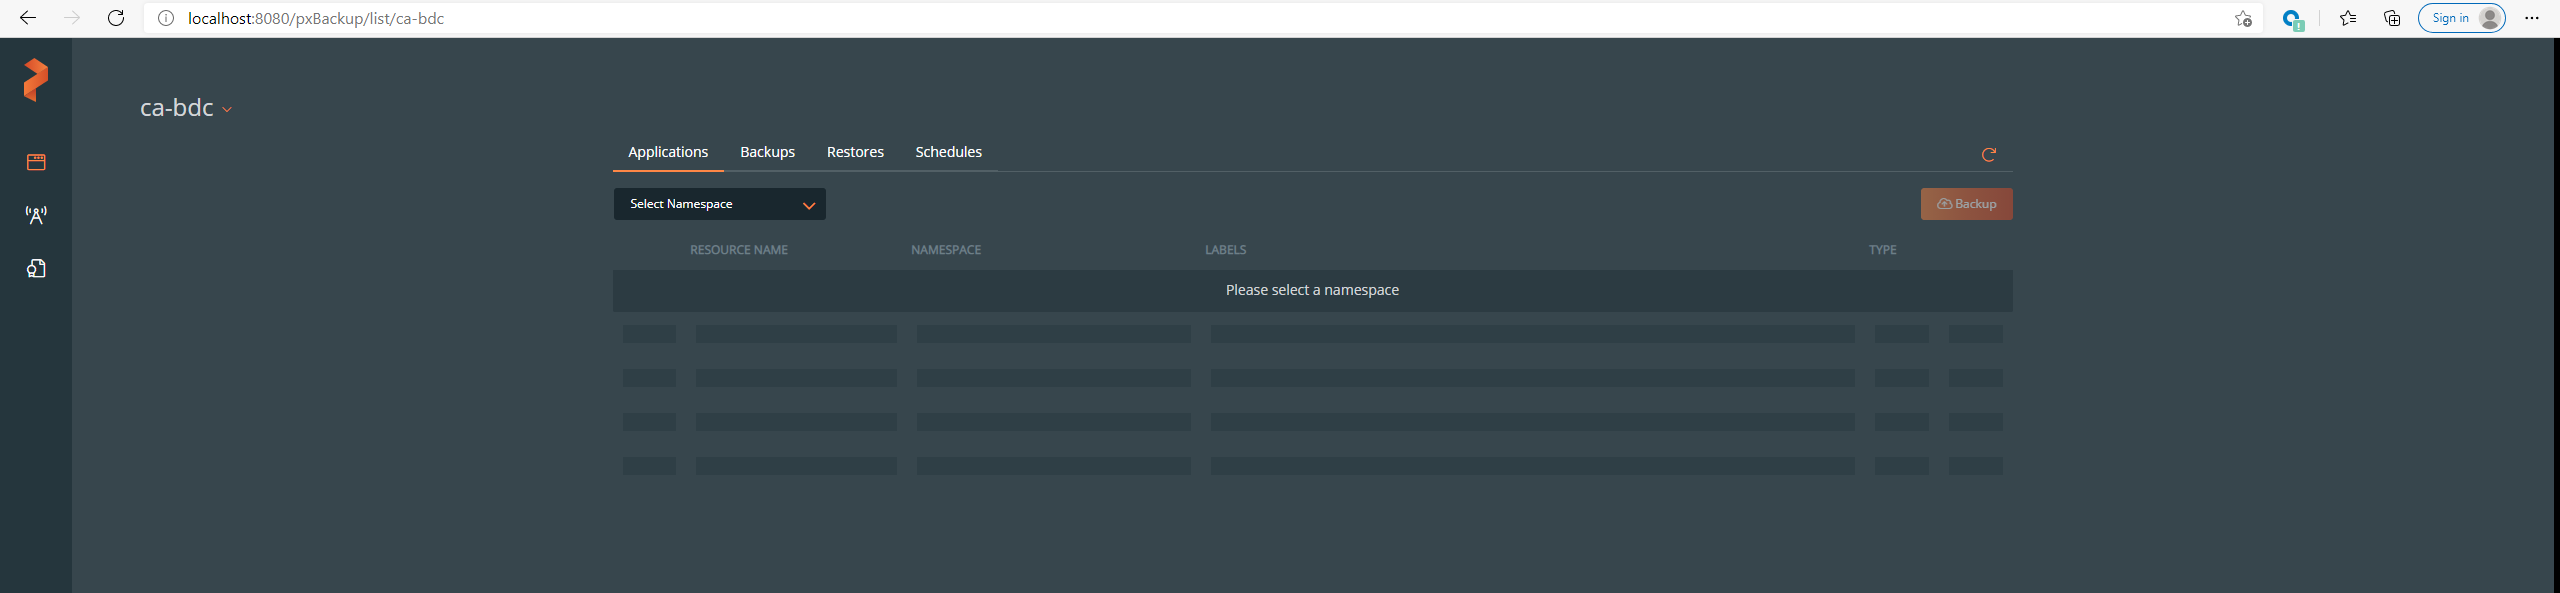 localhost:8080/pxBackup/list/ca-bdc
Sign in
ca-bdc
Applications Backups Restores Schedules
Select Namespace
Backup
RESOURCE NAME NAMESPACE LABELS TYPE
Please select a namespace